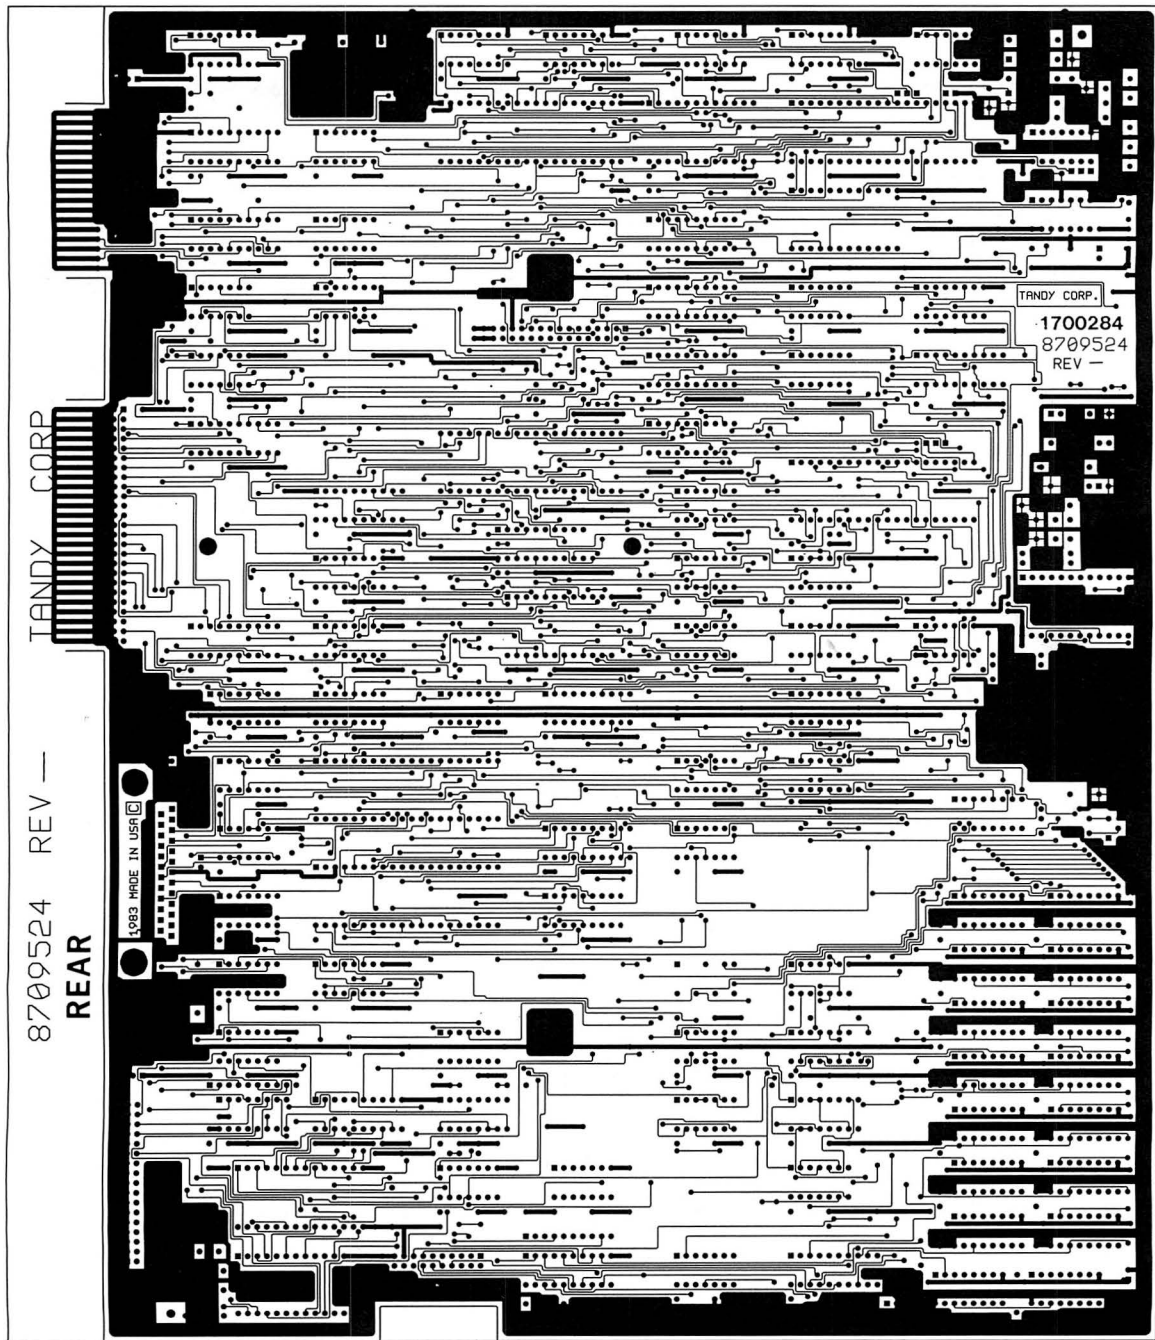 TANDY CORP.
1700284
8709524
REV —
TANDY CORP
8709524 REV —
REAR
1983 MADE IN USA C